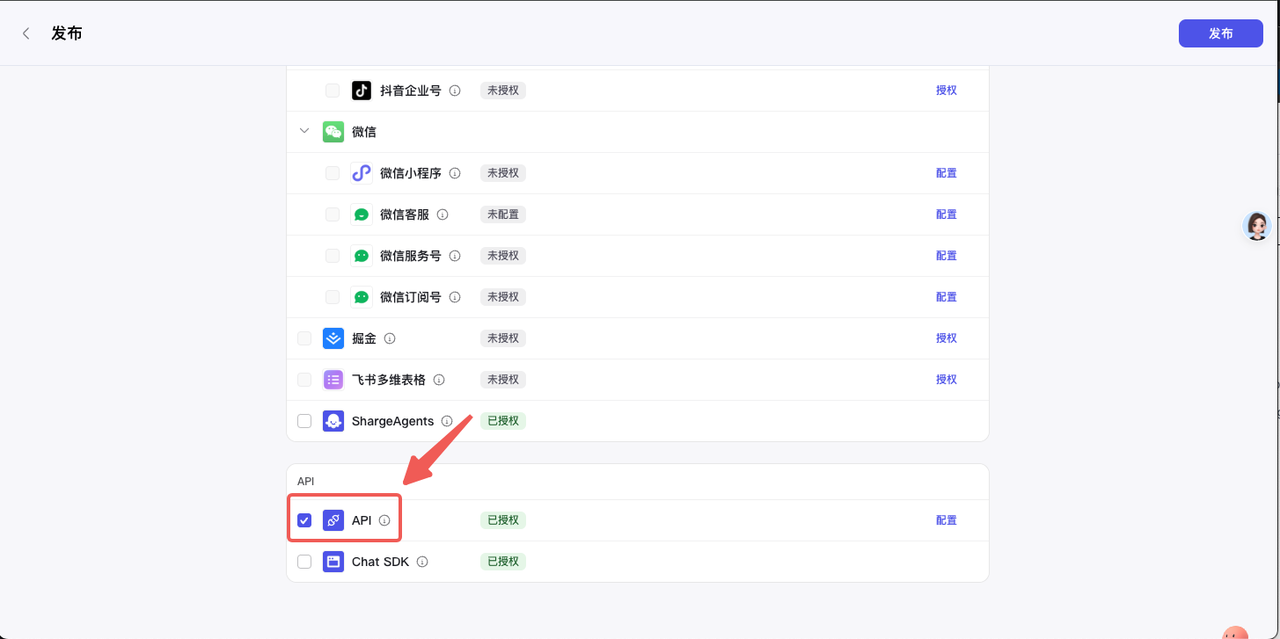 发布
发布
抖音企业号 未授权 授权
微信
微信小程序 未授权 配置
微信客服 未配置 配置
微信服务号 未授权 配置
微信订阅号 未授权 配置
掘金 未授权 授权
飞书多维表格 未授权 授权
ShargeAgents 已授权
API
API 已授权 配置
Chat SDK 已授权